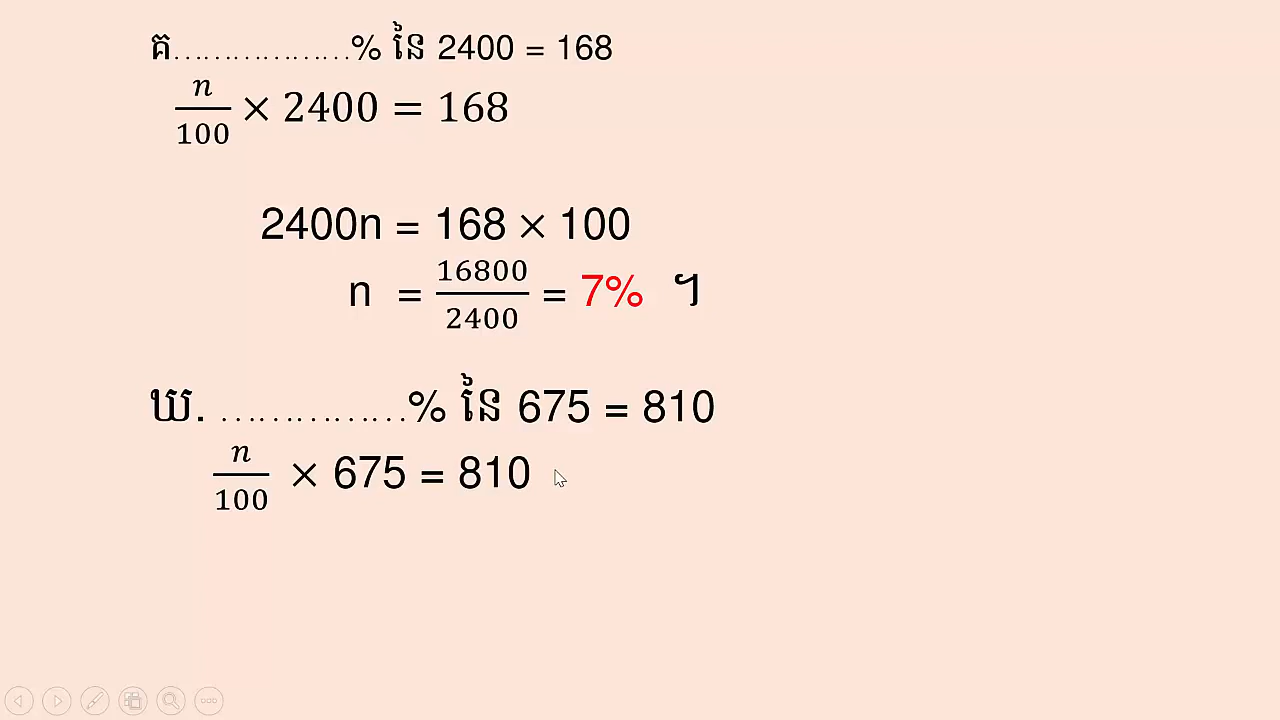 គ………………% នៃ 2400 = 168
n/100 × 2400 = 168
2400n = 168 × 100
n = 16800/2400 = 7% ។
ឃ. ……………% នៃ 675 = 810
n/100 × 675 = 810